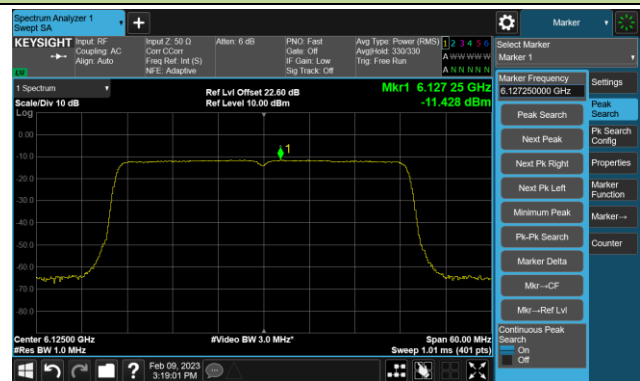 Spectrum Analyzer 1
Swept SA
Marker
KEYSIGHT
Input: RF
Coupling: AC
Align: Auto
Input Z: 50 Ω
Corr CCorr
Freq Ref: Int (S)
NFE: Adaptive
Atten: 6 dB
PNO: Fast
Gate: Off
IF Gain: Low
Sig Track: Off
Avg Type: Power (RMS)
Avg|Hold: 330/330
Trig: Free Run
1 2 3 4 5 6
A W W W W W
A N N N N N
LW
Select Marker
Marker 1
1 Spectrum
Scale/Div 10 dB
Log
Ref Lvl Offset 22.60 dB
Ref Level 10.00 dBm
Mkr1 6.127 25 GHz
-11.428 dBm
1
0.00
-10.0
-20.0
-30.0
-40.0
-50.0
-60.0
-70.0
-80.0
Center 6.12500 GHz
#Res BW 1.0 MHz
#Video BW 3.0 MHz*
Span 60.00 MHz
Sweep 1.01 ms (401 pts)
Marker Frequency
6.127250000 GHz
Peak Search
Next Peak
Next Pk Right
Next Pk Left
Minimum Peak
Pk-Pk Search
Marker Delta
Mkr→CF
Mkr→Ref Lvl
Continuous Peak
Search
On
Off
Settings
Peak
Search
Pk Search
Config
Properties
Marker
Function
Marker→
Counter
?
Feb 09, 2023
3:19:01 PM